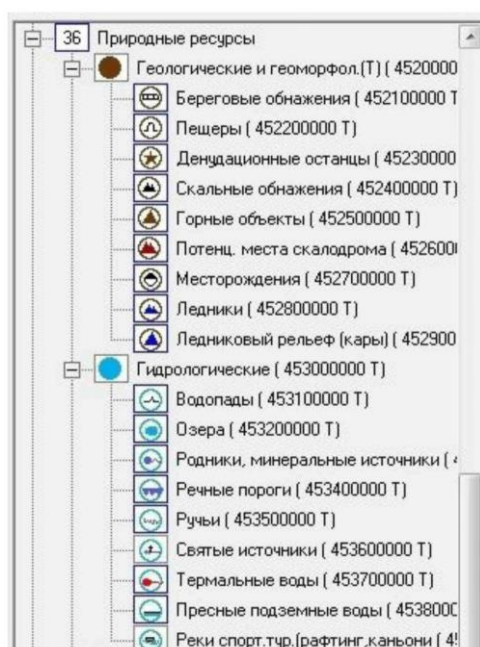 36 Природные ресурсы
Геологические и геоморфол.(Т) ( 4520000
Береговые обнажения ( 452100000 Т
Пещеры ( 452200000 Т)
Денудационные останцы ( 45230000
Скальные обнажения ( 452400000 Т)
Горные объекты ( 452500000 Т)
Потенц. места скалодрома ( 452600
Месторождения ( 452700000 Т)
Ледники ( 452800000 Т)
Ледниковый рельеф (кары) ( 452900
Гидрологические ( 453000000 Т)
Водопады ( 453100000 Т)
Озера ( 453200000 Т)
Родники, минеральные источники (
Речные пороги ( 453400000 Т)
Ручьи ( 453500000 Т)
Святые источники ( 453600000 Т)
Термальные воды ( 453700000 Т)
Пресные подземные воды ( 453800
Реки спорт.тур.(рафтинг,каньони ( 4